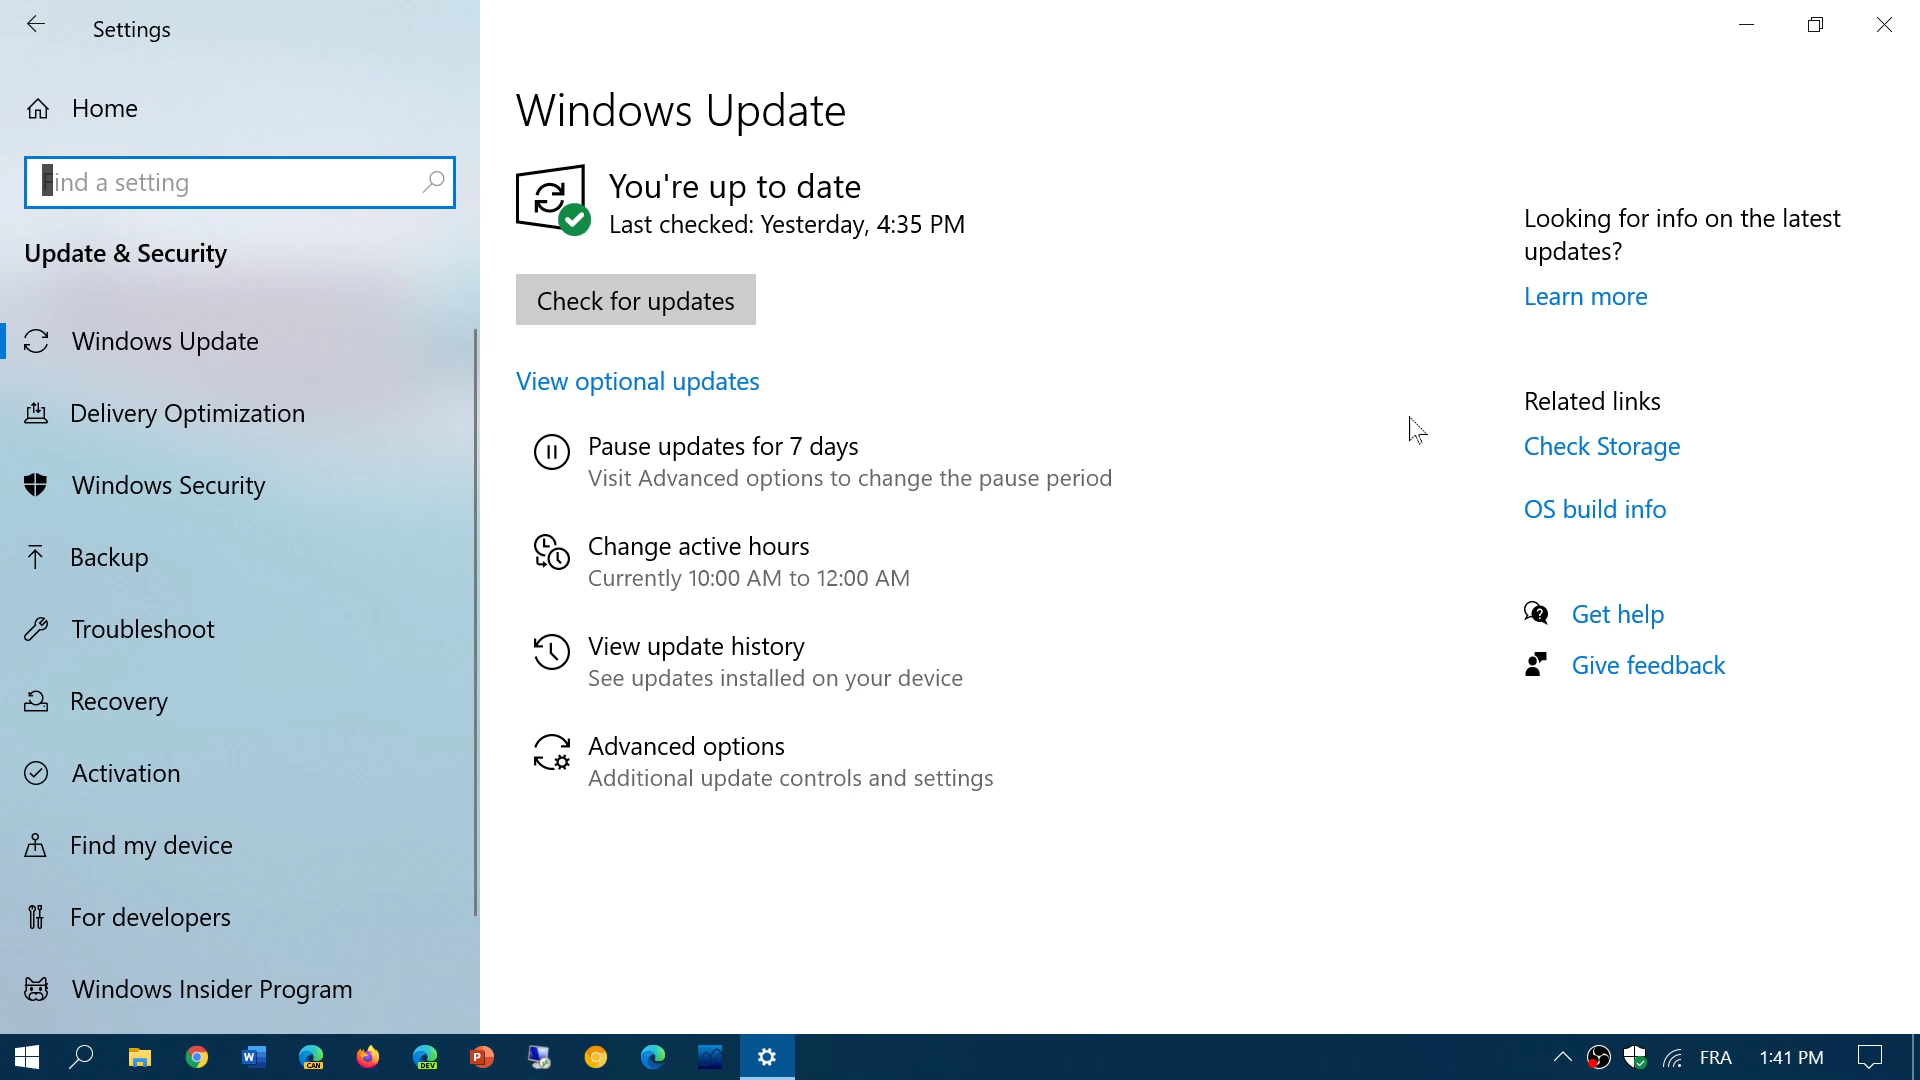 Settings
Home
Find a setting
Update & Security
Windows Update
Delivery Optimization
Windows Security
Backup
Troubleshoot
Recovery
Activation
Find my device
For developers
Windows Insider Program
Windows Update
You're up to date
Last checked: Yesterday, 4:35 PM
Check for updates
View optional updates
Pause updates for 7 days
Visit Advanced options to change the pause period
Change active hours
Currently 10:00 AM to 12:00 AM
View update history
See updates installed on your device
Advanced options
Additional update controls and settings
Looking for info on the latest
updates?
Learn more
Related links
Check Storage
OS build info
Get help
Give feedback
W
CAN
DEV
P
FRA
1:41 PM